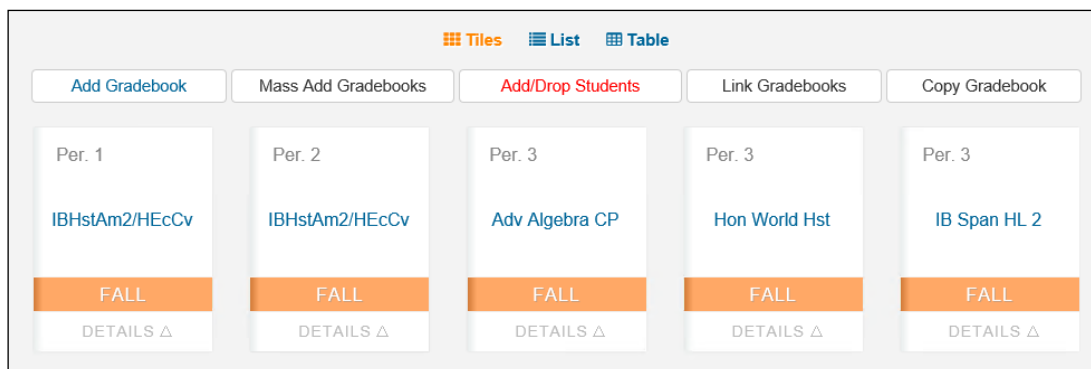 Tiles List Table
Add Gradebook Mass Add Gradebooks Add/Drop Students Link Gradebooks Copy Gradebook
Per. 1 Per. 2 Per. 3 Per. 3 Per. 3
IBHstAm2/HEcCv IBHstAm2/HEcCv Adv Algebra CP Hon World Hst IB Span HL 2
FALL FALL FALL FALL FALL
DETAILS △ DETAILS △ DETAILS △ DETAILS △ DETAILS △